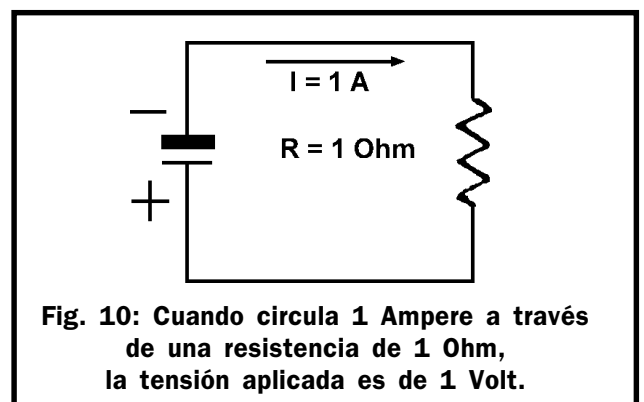 I = 1 A
–
R = 1 Ohm
+
Fig. 10: Cuando circula 1 Ampere a través
de una resistencia de 1 Ohm,
la tensión aplicada es de 1 Volt.